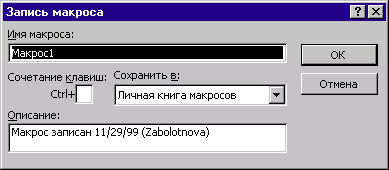 Запись макроса
Имя макроса:
Макрос1
OK
Сочетание клавиш:
Сохранить в:
Отмена
Ctrl+
Личная книга макросов
Описание:
Макрос записан 11/29/99 (Zabolotnova)